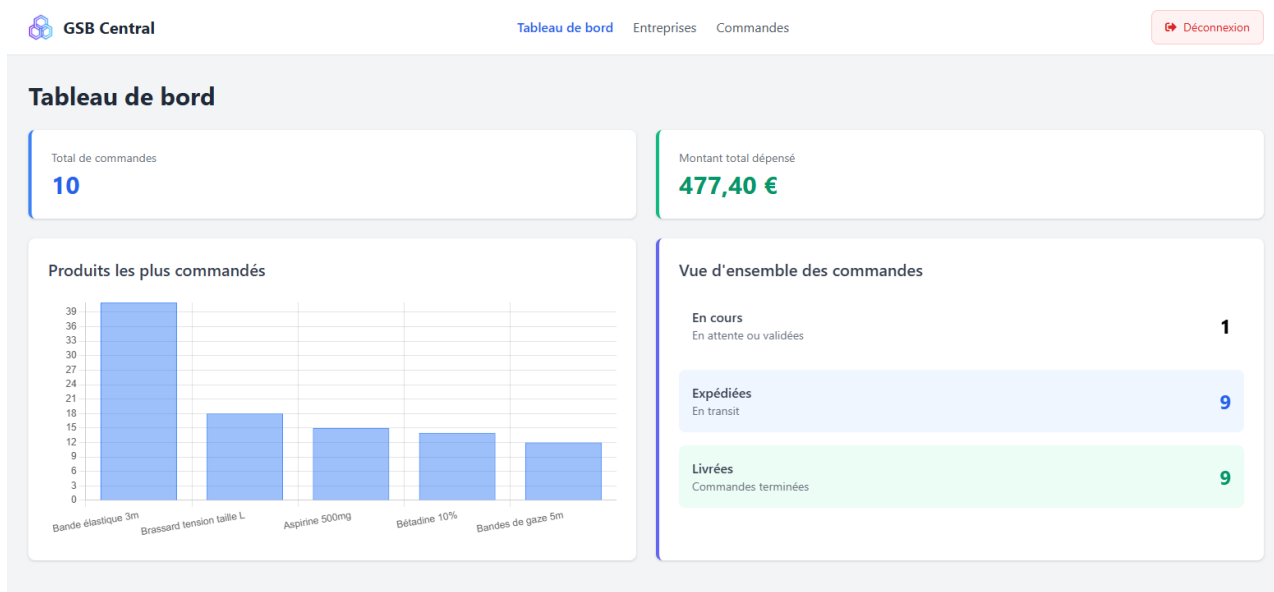 GSB Central
Tableau de bord
Entreprises
Commandes
Déconnexion
Tableau de bord
Total de commandes
10
Montant total dépensé
477,40 €
Produits les plus commandés
39
36
33
30
27
24
21
18
15
12
9
6
3
0
Bande élastique 3m
Brassard tension taille L
Aspirine 500mg
Bétadine 10%
Bandes de gaze 5m
Vue d'ensemble des commandes
En cours
En attente ou validées
1
Expédiées
En transit
9
Livrées
Commandes terminées
9